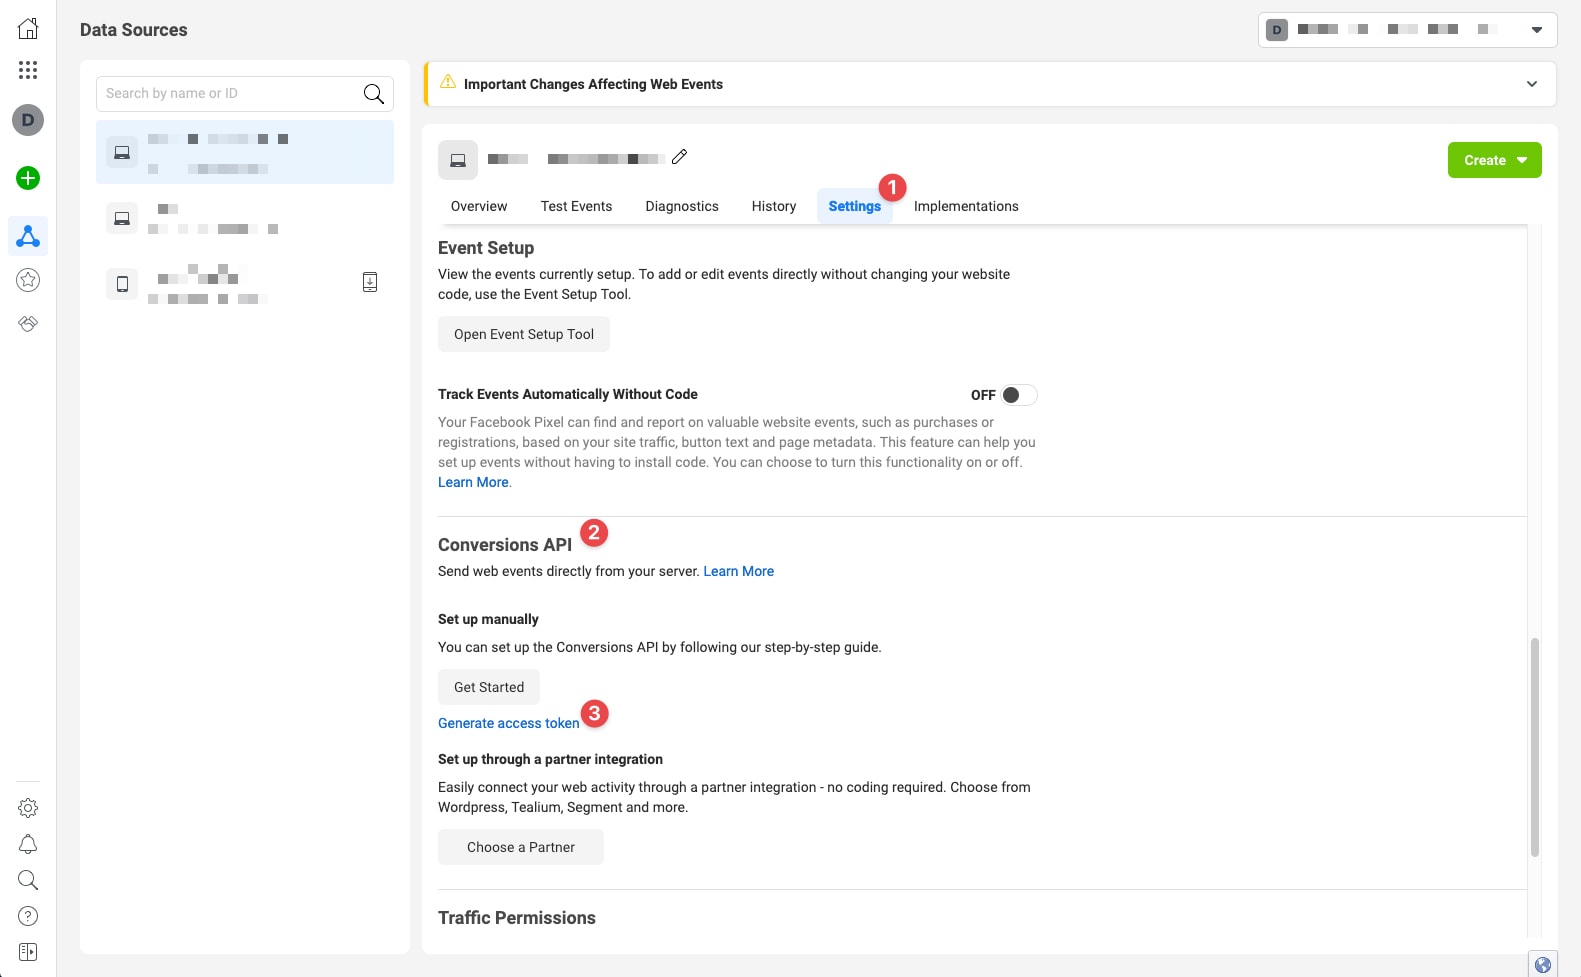 Data Sources
D
Search by name or ID
D
Important Changes Affecting Web Events
Create
1
Overview
Test Events
Diagnostics
History
Settings
Implementations
Event Setup
View the events currently setup. To add or edit events directly without changing your website
code, use the Event Setup Tool.
Open Event Setup Tool
Track Events Automatically Without Code
OFF
Your Facebook Pixel can find and report on valuable website events, such as purchases or
registrations, based on your site traffic, button text and page metadata. This feature can help you
set up events without having to install code. You can choose to turn this functionality on or off.
Learn More.
Conversions API
2
Send web events directly from your server. Learn More
Set up manually
You can set up the Conversions API by following our step-by-step guide.
Get Started
Generate access token
3
Set up through a partner integration
Easily connect your web activity through a partner integration - no coding required. Choose from
Wordpress, Tealium, Segment and more.
Choose a Partner
Traffic Permissions